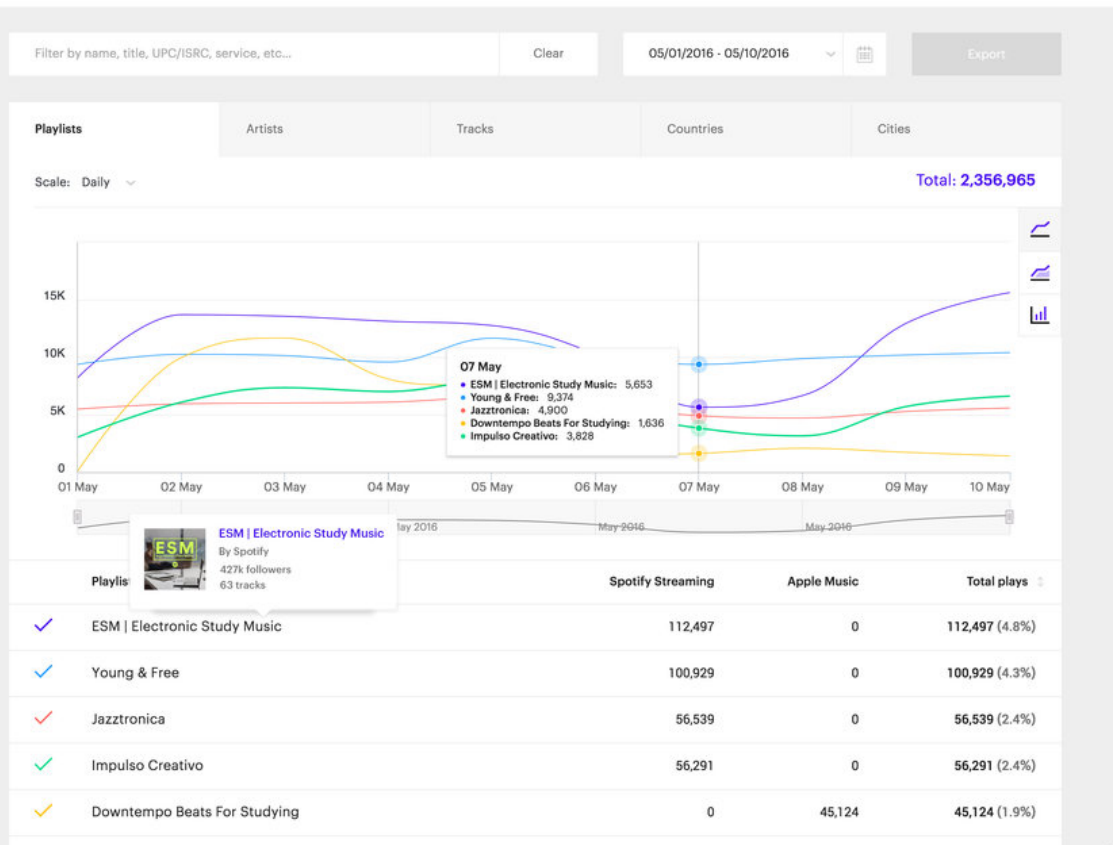 Filter by name, title, UPC/ISRC, service, etc...
Clear
05/01/2016 - 05/10/2016
Export
Playlists
Artists
Tracks
Countries
Cities
Scale: Daily
Total: 2,356,965
15K
10K
5K
0
07 May
ESM | Electronic Study Music: 5,653
Young & Free: 9,374
Jazztronica: 4,900
Downtempo Beats For Studying: 1,636
Impulso Creativo: 3,828
01 May
02 May
03 May
04 May
05 May
06 May
07 May
08 May
09 May
10 May
May 2016
May 2016
May 2016
ESM
ESM | Electronic Study Music
By Spotify
427k followers
63 tracks
Spotify Streaming
Apple Music
Total plays
ESM | Electronic Study Music 112,497 0 112,497 (4.8%)
Young & Free 100,929 0 100,929 (4.3%)
Jazztronica 56,539 0 56,539 (2.4%)
Impulso Creativo 56,291 0 56,291 (2.4%)
Downtempo Beats For Studying 0 45,124 45,124 (1.9%)